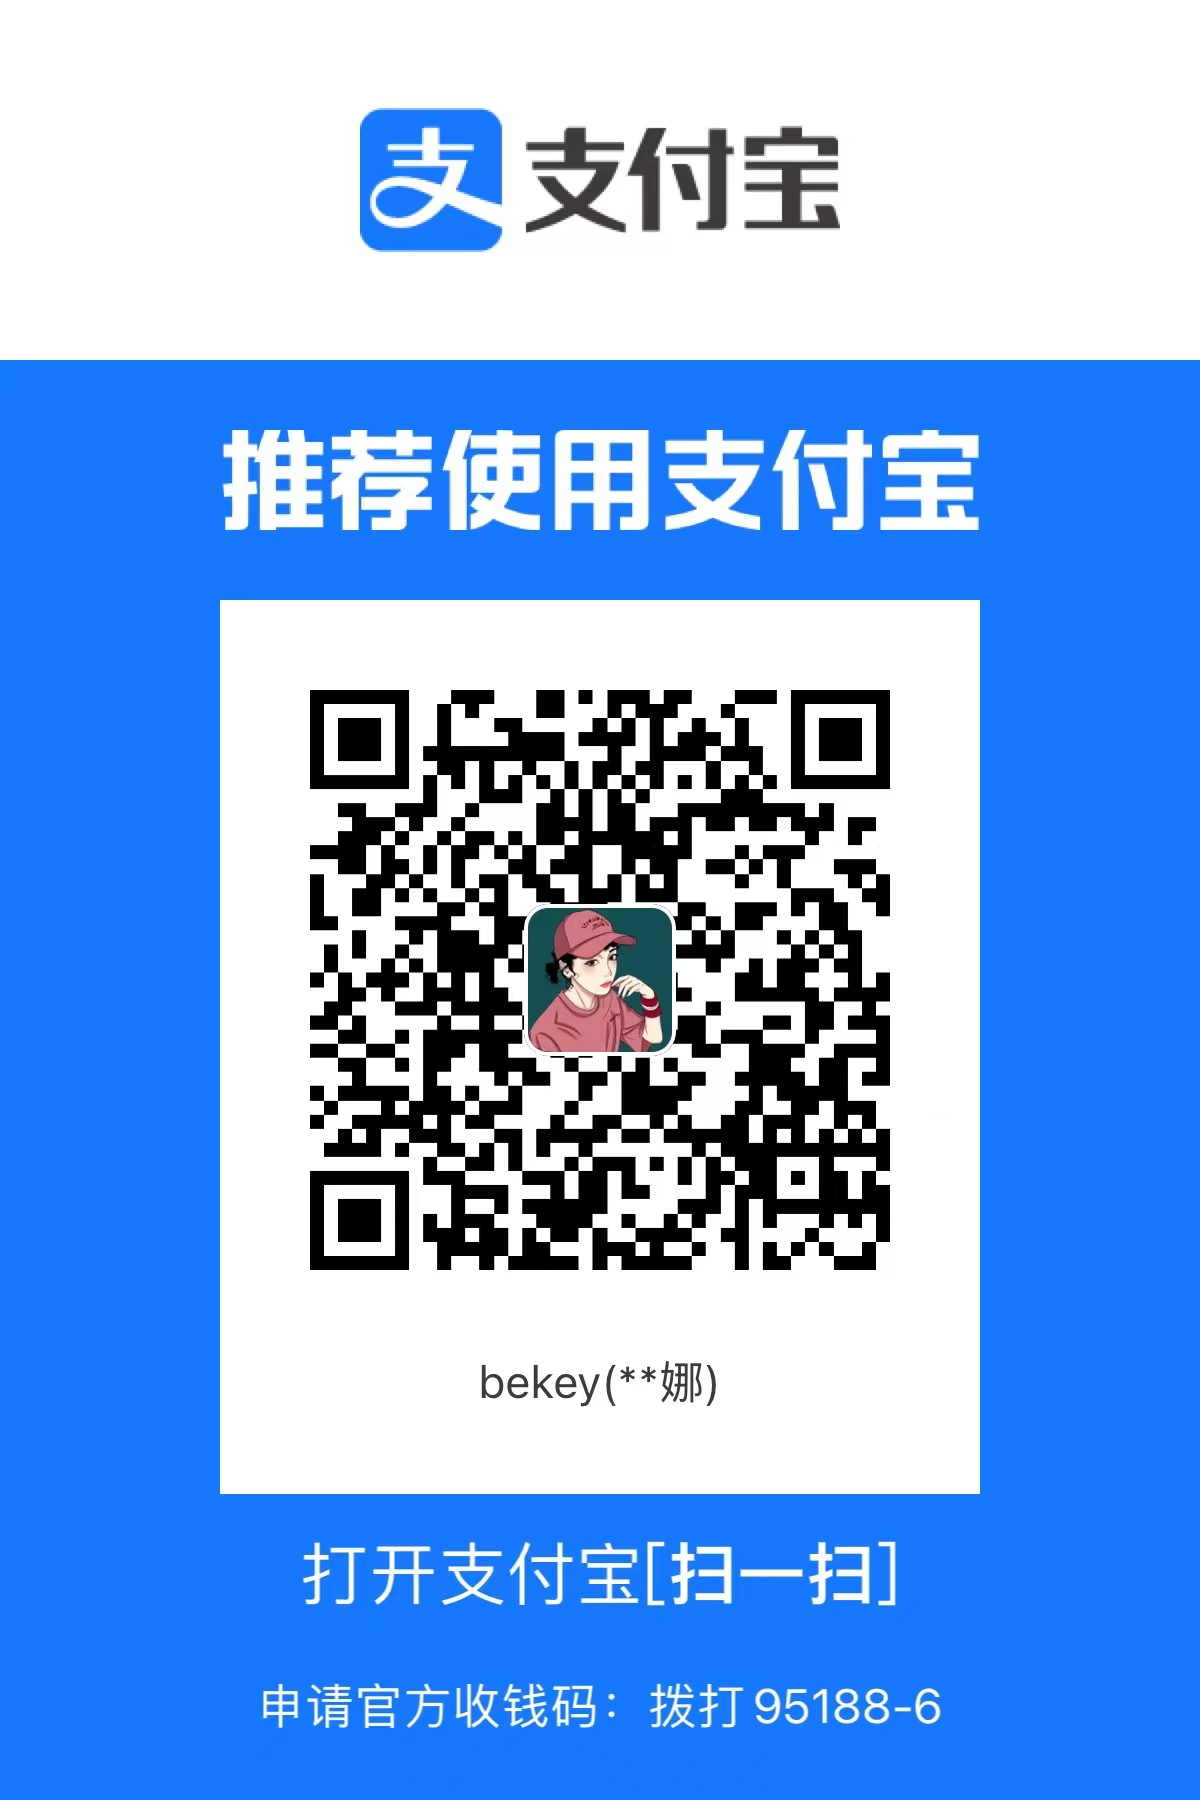 支付宝
推荐使用支付宝
bekey(**娜)
打开支付宝[扫一扫]
申请官方收钱码：拨打 95188-6